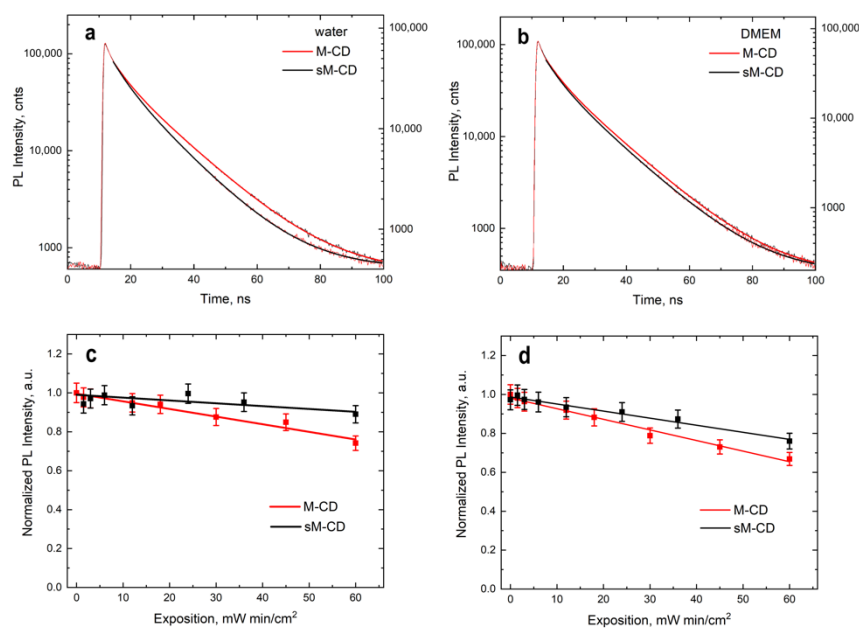 a
water
M-CD
sM-CD
PL Intensity, cnts
100,000
10,000
1000
100,000
10,000
1000
0 20 40 60 80 100
Time, ns
b
DMEM
M-CD
sM-CD
PL Intensity, cnts
100,000
10,000
1000
100,000
10,000
1000
0 20 40 60 80 100
Time, ns
c
Normalized PL Intensity, a.u.
1.2
1.0
0.8
0.6
0.4
0.2
0.0
M-CD
sM-CD
0 10 20 30 40 50 60
Exposition, mW min/cm²
d
Normalized PL Intensity, a.u.
1.2
1.0
0.8
0.6
0.4
0.2
0.0
M-CD
sM-CD
0 10 20 30 40 50 60
Exposition, mW min/cm²